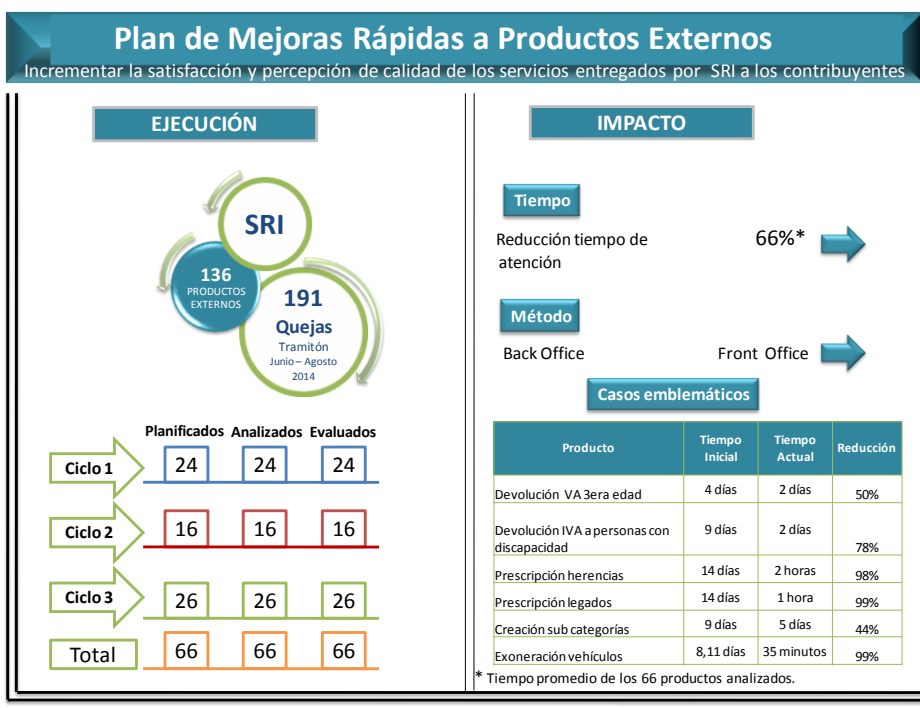 Plan de Mejoras Rápidas a Productos Externos
Incrementar la satisfacción y percepción de calidad de los servicios entregados por SRI a los contribuyentes
EJECUCIÓN
SRI
136
PRODUCTOS
EXTERNOS
191
Quejas
Tramitón
Junio – Agosto
2014
Planificados Analizados Evaluados
Ciclo 1 24 24 24
Ciclo 2 16 16 16
Ciclo 3 26 26 26
Total 66 66 66
IMPACTO
Tiempo
Reducción tiempo de 66%*
atención
Método
Back Office Front Office
Casos emblemáticos
Producto Tiempo Inicial Tiempo Actual Reducción
Devolución VA 3era edad 4 días 2 días 50%
Devolución IVA a personas con discapacidad 9 días 2 días 78%
Prescripción herencias 14 días 2 horas 98%
Prescripción legados 14 días 1 hora 99%
Creación sub categorías 9 días 5 días 44%
Exoneración vehículos 8,11 días 35 minutos 99%
* Tiempo promedio de los 66 productos analizados.